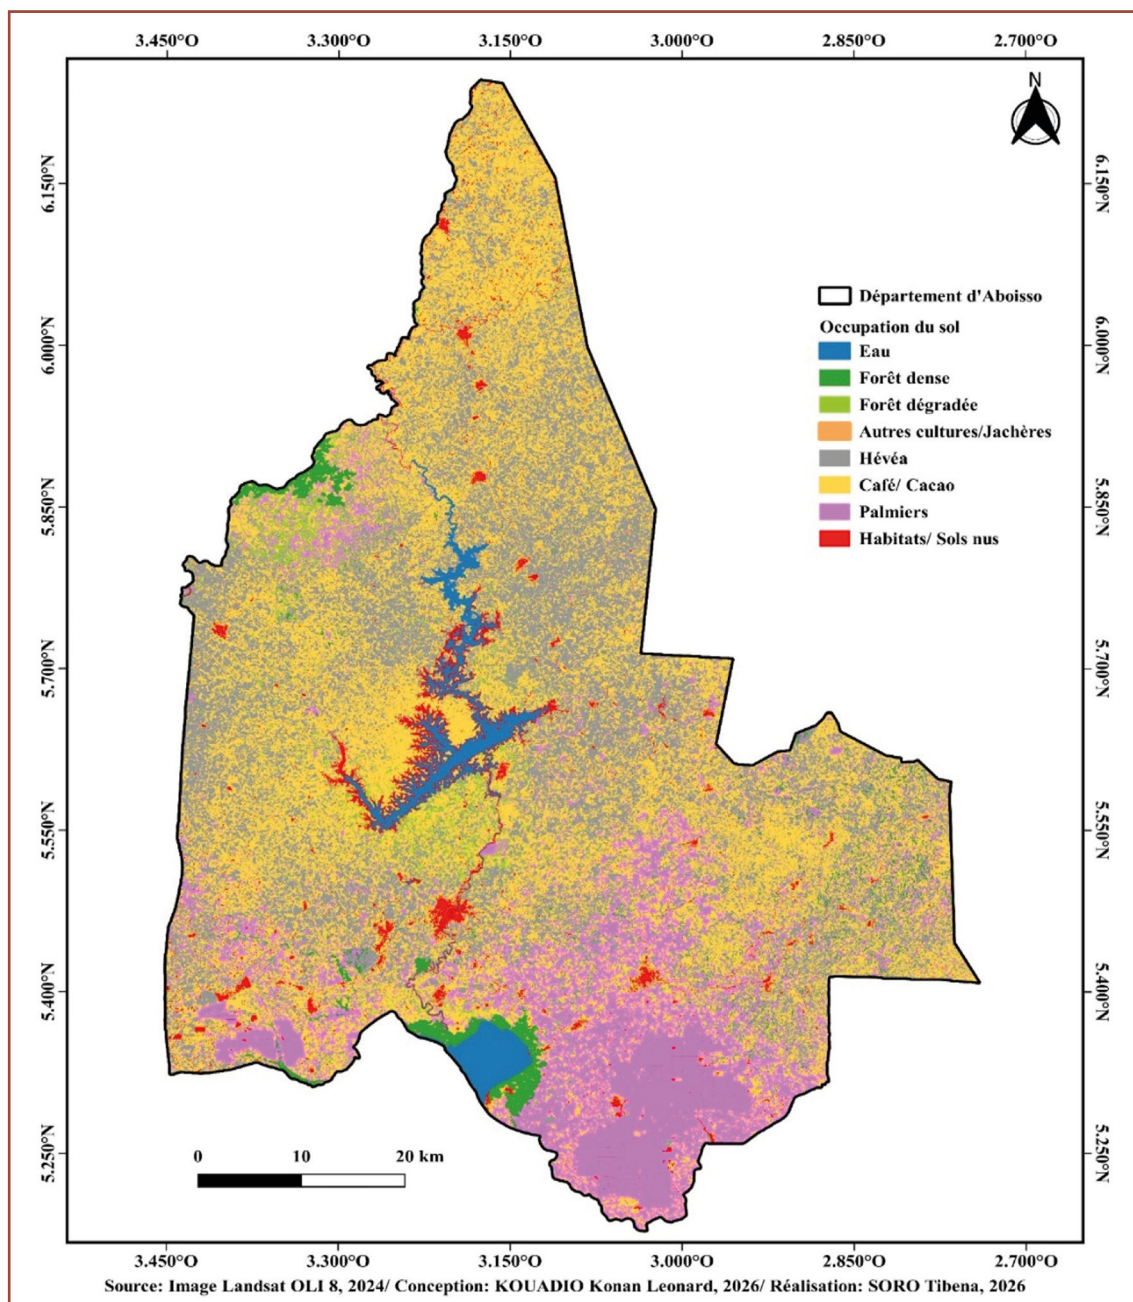 3.450°O 3.300°O 3.150°O 3.000°O 2.850°O 2.700°O
N
6.150°N 6.150°N
Département d'Aboisso
6.000°N 6.000°N
Occupation du sol
Eau
Forêt dense
Forêt dégradée
Autres cultures/Jachères
Hévéa
Café/ Cacao
5.850°N 5.850°N
Palmiers
Habitats/ Sols nus
5.700°N 5.700°N
5.550°N 5.550°N
5.400°N 5.400°N
5.250°N 5.250°N
0 10 20 km
3.450°O 3.300°O 3.150°O 3.000°O 2.850°O 2.700°O
Source: Image Landsat OLI 8, 2024/ Conception: KOUADIO Konan Leonard, 2026/ Réalisation: SORO Tibena, 2026